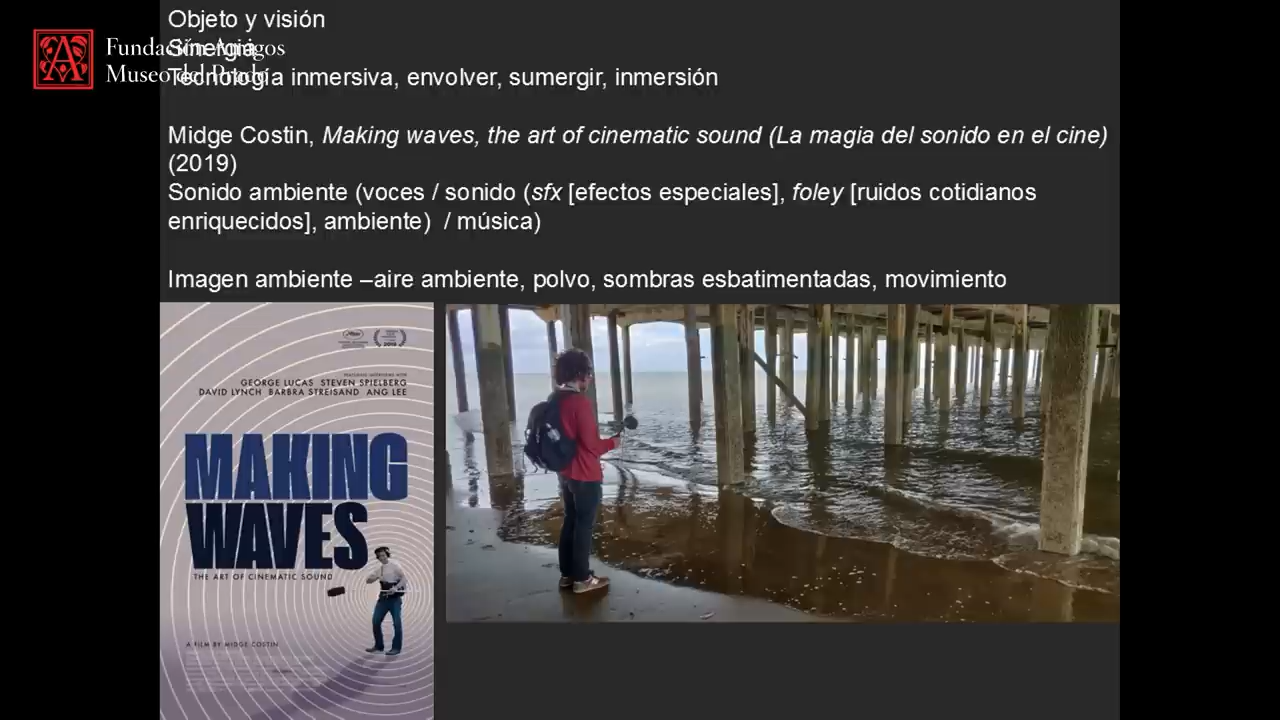 Objeto y visión
Sinergia
Fundación Amigos
Museo del Prado
Tecnología inmersiva, envolver, sumergir, inmersión
Midge Costin, Making waves, the art of cinematic sound (La magia del sonido en el cine)
(2019)
Sonido ambiente (voces / sonido (sfx [efectos especiales], foley [ruidos cotidianos
enriquecidos], ambiente)  / música)
Imagen ambiente –aire ambiente, polvo, sombras esbatimentadas, movimiento
GEORGE LUCAS STEVEN SPIELBERG
DAVID LYNCH BARBRA STREISAND ANG LEE
MAKING
WAVES
THE ART OF CINEMATIC SOUND
A FILM BY MIDGE COSTIN